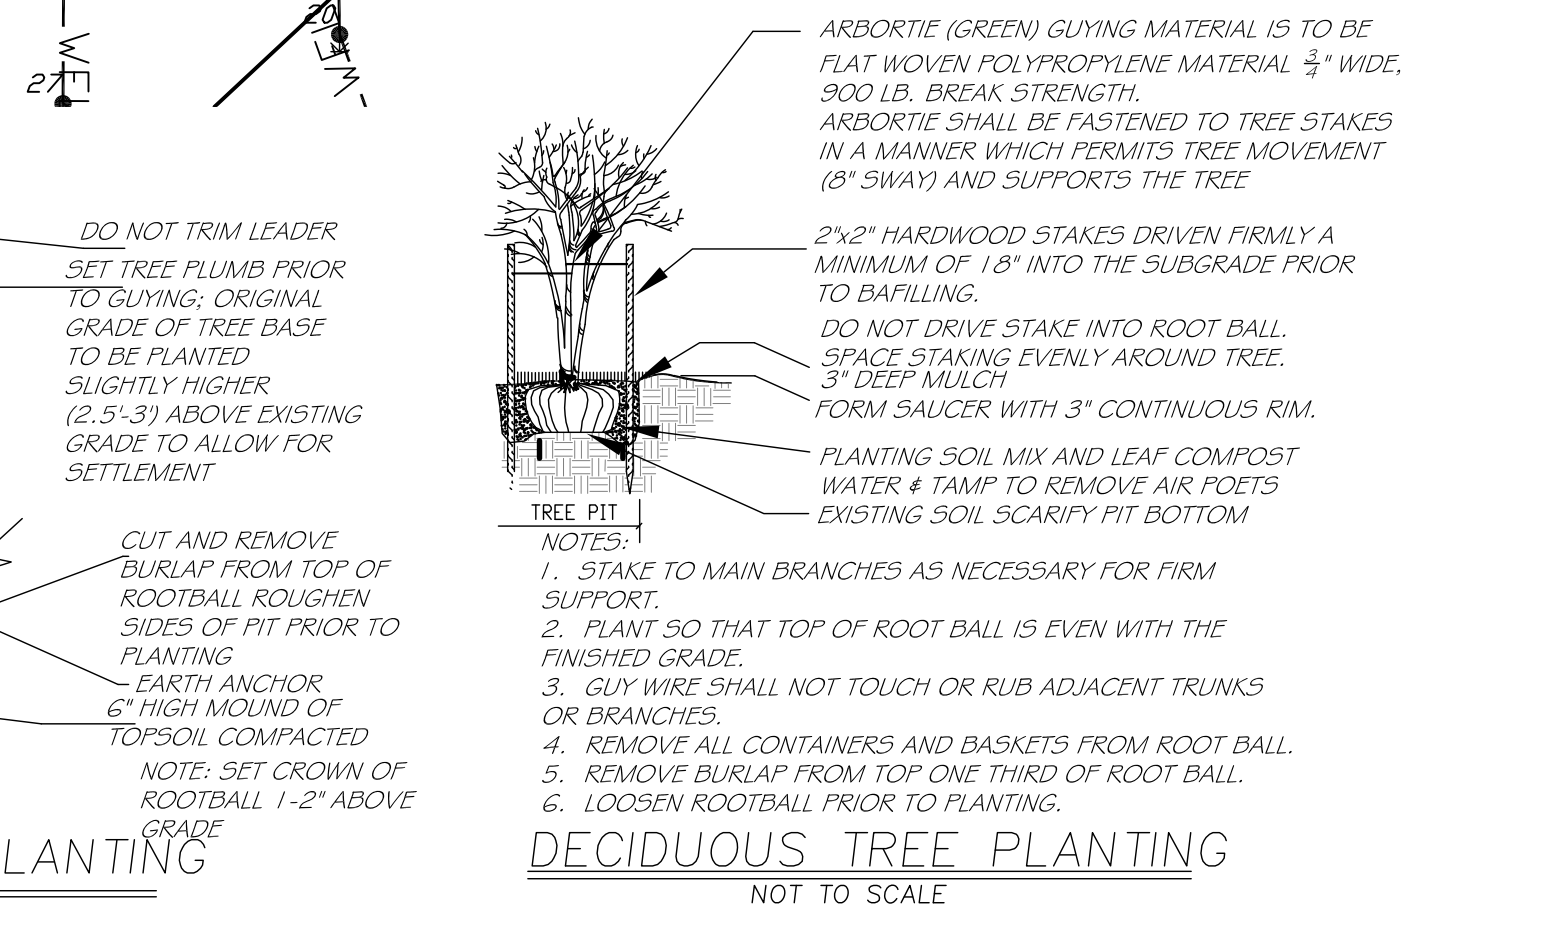 20
WE
27
ARBORTIE (GREEN) GUYING MATERIAL IS TO BE
FLAT WOVEN POLYPROPYLENE MATERIAL 3/4" WIDE,
900 LB. BREAK STRENGTH.
ARBORTIE SHALL BE FASTENED TO TREE STAKES
IN A MANNER WHICH PERMITS TREE MOVEMENT
(8" SWAY) AND SUPPORTS THE TREE
2"x2" HARDWOOD STAKES DRIVEN FIRMLY A
MINIMUM OF 18" INTO THE SUBGRADE PRIOR
TO BAFILLING.
DO NOT DRIVE STAKE INTO ROOT BALL.
SPACE STAKING EVENLY AROUND TREE.
3" DEEP MULCH
FORM SAUCER WITH 3" CONTINUOUS RIM.
PLANTING SOIL MIX AND LEAF COMPOST
WATER & TAMP TO REMOVE AIR POETS
EXISTING SOIL SCARIFY PIT BOTTOM
DO NOT TRIM LEADER
SET TREE PLUMB PRIOR
TO GUYING; ORIGINAL
GRADE OF TREE BASE
TO BE PLANTED
SLIGHTLY HIGHER
(2.5'-3') ABOVE EXISTING
GRADE TO ALLOW FOR
SETTLEMENT
CUT AND REMOVE
BURLAP FROM TOP OF
ROOTBALL ROUGHEN
SIDES OF PIT PRIOR TO
PLANTING
EARTH ANCHOR
6" HIGH MOUND OF
TOPSOIL COMPACTED
NOTE: SET CROWN OF
ROOTBALL 1-2" ABOVE
GRADE
LANTING
TREE PIT
NOTES:
1. STAKE TO MAIN BRANCHES AS NECESSARY FOR FIRM
SUPPORT.
2. PLANT SO THAT TOP OF ROOT BALL IS EVEN WITH THE
FINISHED GRADE.
3. GUY WIRE SHALL NOT TOUCH OR RUB ADJACENT TRUNKS
OR BRANCHES.
4. REMOVE ALL CONTAINERS AND BASKETS FROM ROOT BALL.
5. REMOVE BURLAP FROM TOP ONE THIRD OF ROOT BALL.
6. LOOSEN ROOTBALL PRIOR TO PLANTING.
DECIDUOUS TREE PLANTING
NOT TO SCALE